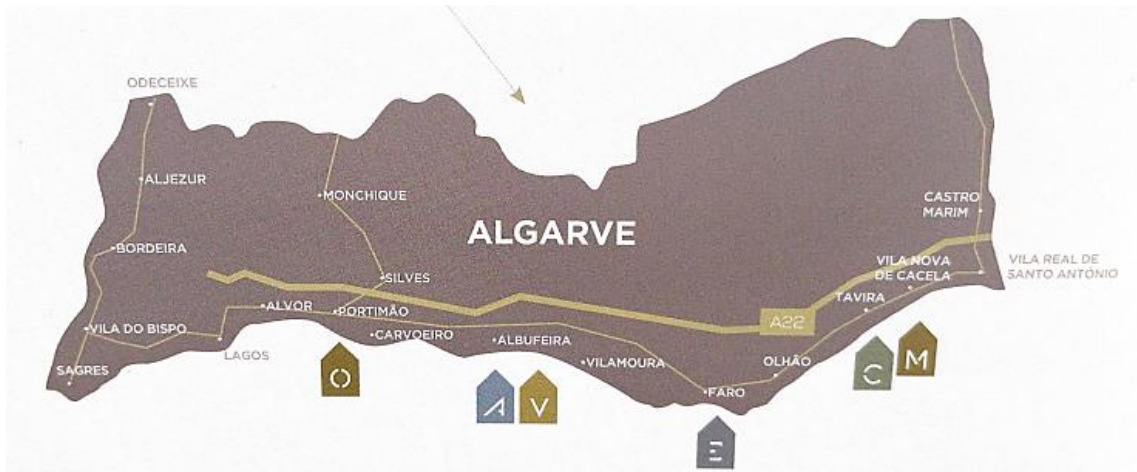 ODECEIXE
ALJEZUR
MONCHIQUE
CASTRO
MARIM
ALGARVE
BORDEIRA
VILA NOVA
DE CACELA
VILA REAL DE
SANTO ANTÓNIO
SILVES
TAVIRA
ALVOR
PORTIMÃO
A22
VILA DO BISPO
CARVOEIRO
ALBUFEIRA
LAGOS
VILAMOURA
OLHÃO
SAGRES
FARO
O
A
V
E
C
M